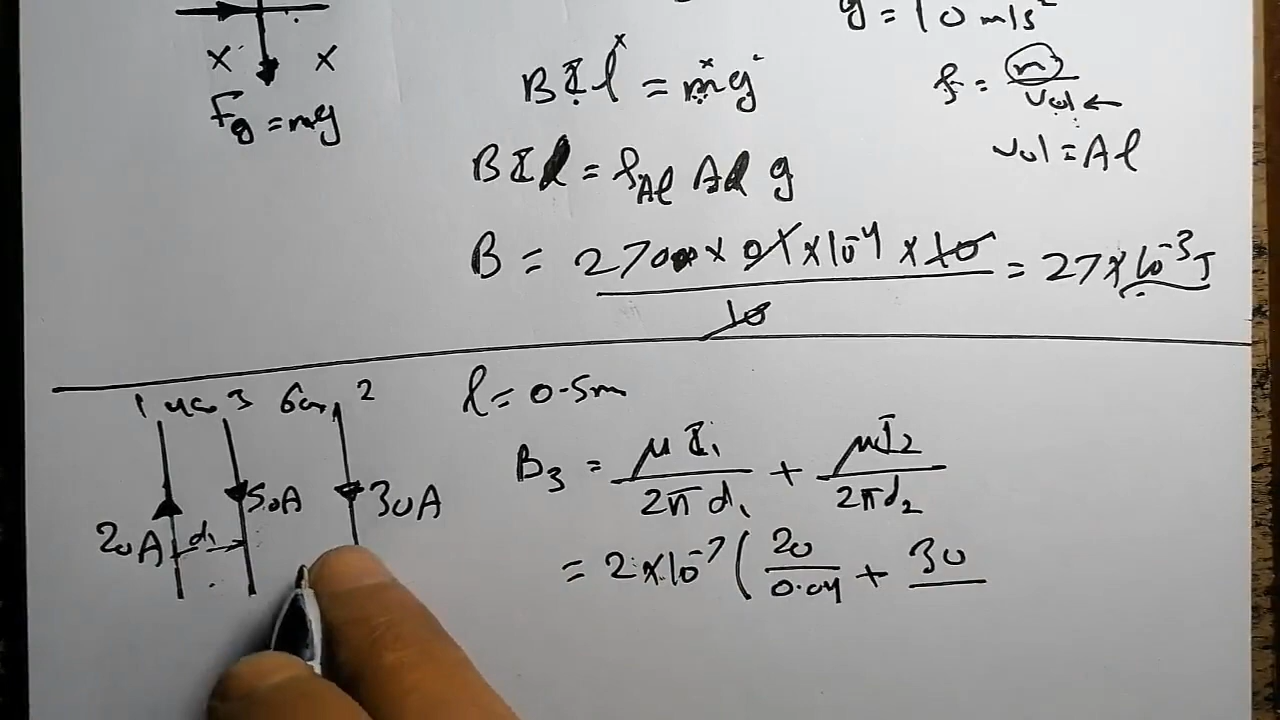 g = 10 m/s²
x x
Fg = mg
BIl = mg
ρ = m/Vol
Vol = Al
BIl = ρAl Al g
B = 2700 × 0.1 × 10⁻⁴ × 10 / 10 = 27 × 10⁻³ T
1 4cm 3 6cm 2
l = 0.5m
B₃ = μI₁/2πd₁ + μI₂/2πd₂
20A d₁ 50A 30A
= 2 × 10⁻⁷ ( 20/0.04 + 30